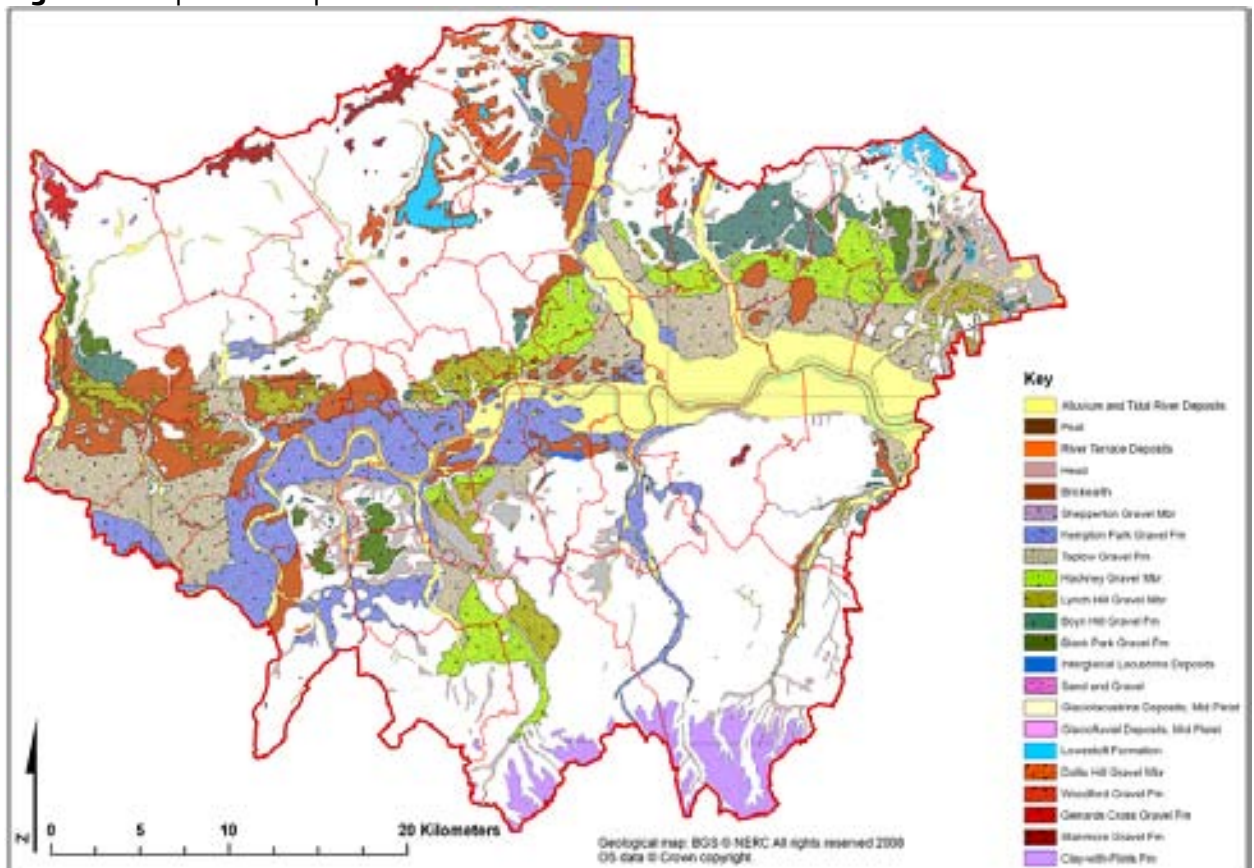 Key
Alluvium and Tidal River Deposits
Peat
River Terrace Deposits
Head
Brickearth
Shepperton Gravel Mbr
Kempton Park Gravel Fm
Taplow Gravel Fm
Hackney Gravel Mbr
Lynch Hill Gravel Mbr
Boyn Hill Gravel Fm
Black Park Gravel Fm
Interglacial Lacustrine Deposits
Sand and Gravel
Glaciolacustrine Deposits, Mid Pleist
Glaciofluvial Deposits, Mid Pleist
Lowestoft Formation
Dollis Hill Gravel Mbr
Woodford Gravel Fm
Gerrards Cross Gravel Fm
Stanmore Gravel Fm
Clay-with-Flints Fm
N
0 5 10 20 Kilometers
Geological map: BGS © NERC All rights reserved 2008
OS data © Crown copyright.